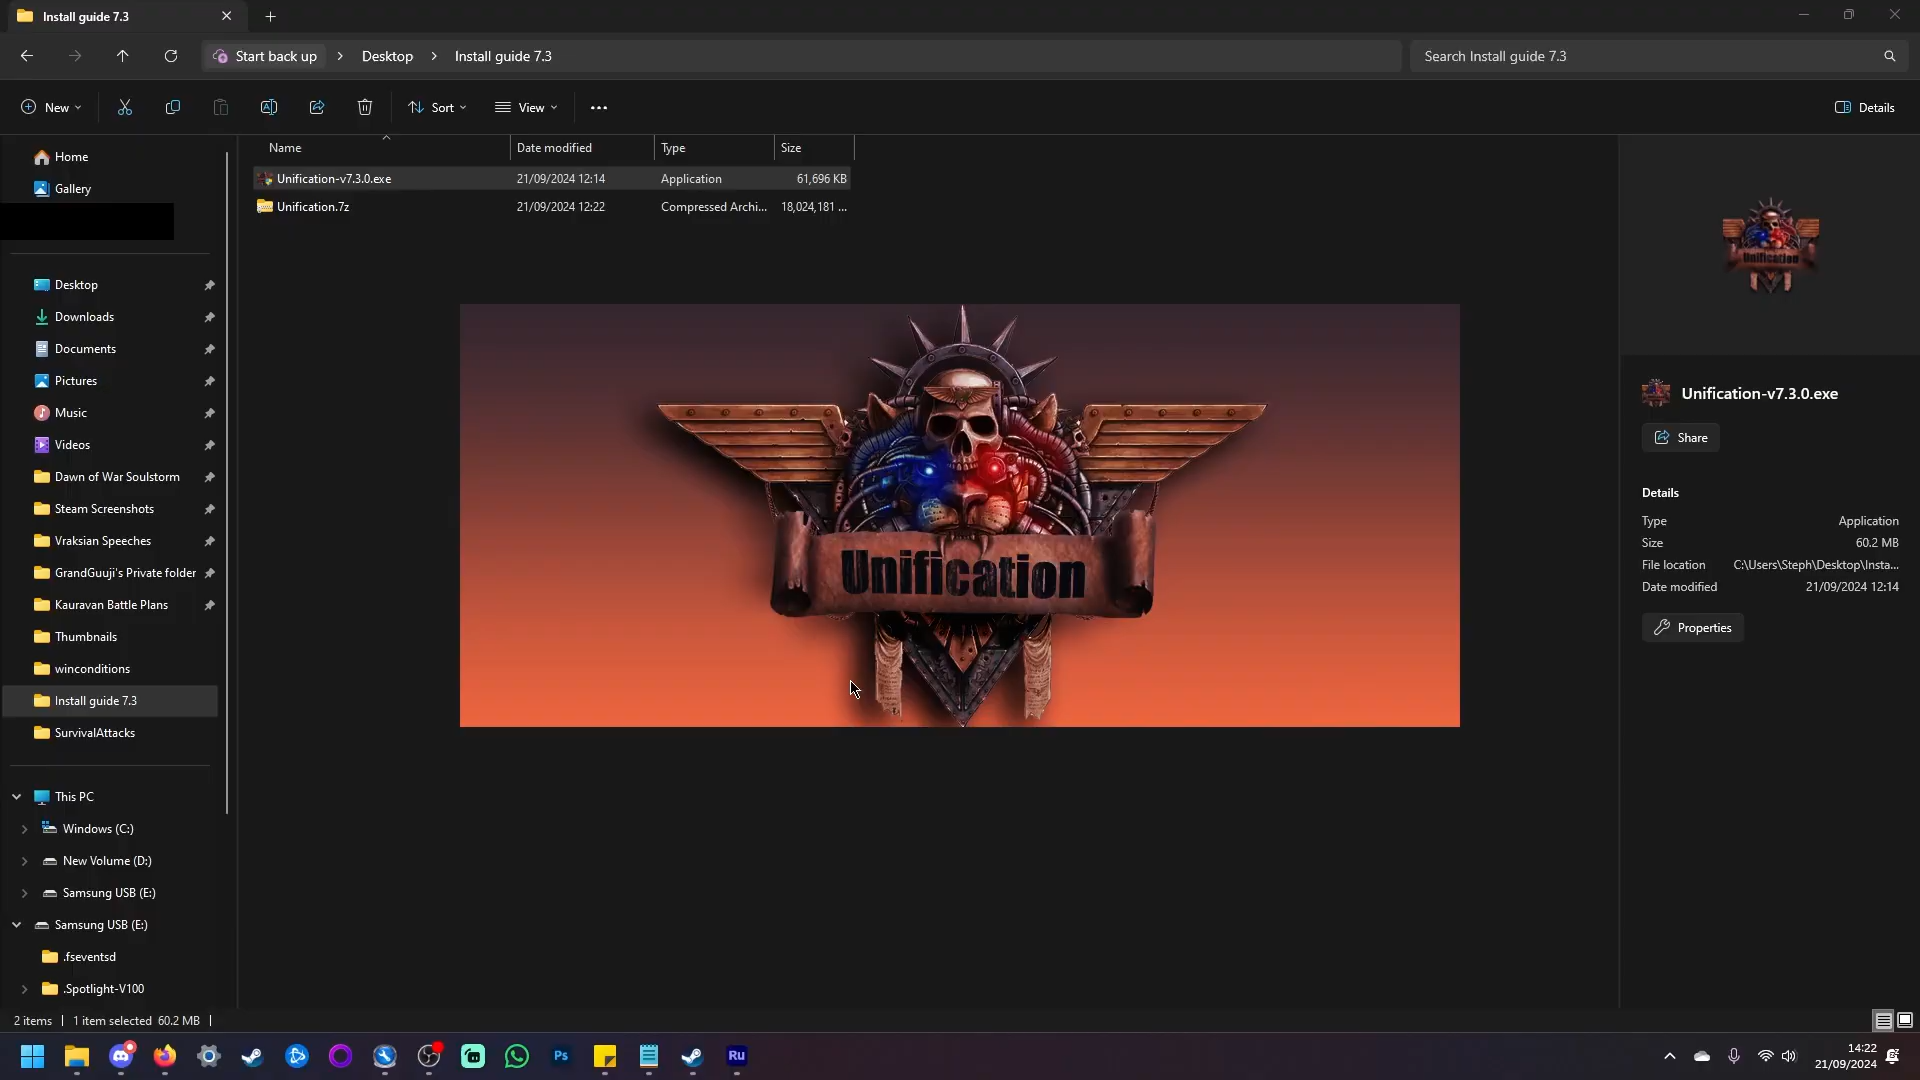 Install guide 7.3
Start back up
Desktop
Install guide 7.3
Search Install guide 7.3
New
Sort
View
Details
Name
Date modified
Type
Size
Unification-v7.3.0.exe
21/09/2024 12:14
Application
61,696 KB
Unification.7z
21/09/2024 12:22
Compressed Archi...
18,024,181 ...
Home
Gallery
Desktop
Downloads
Documents
Pictures
Music
Videos
Dawn of War Soulstorm
Steam Screenshots
Vraksian Speeches
GrandGuuji's Private folder
Kauravan Battle Plans
Thumbnails
winconditions
Install guide 7.3
SurvivalAttacks
This PC
Windows (C:)
New Volume (D:)
Samsung USB (E:)
Samsung USB (E:)
.fseventsd
.Spotlight-V100
Unification
Unification
Unification-v7.3.0.exe
Share
Details
Type
Application
Size
60.2 MB
File location
C:\Users\Steph\Desktop\Insta...
Date modified
21/09/2024 12:14
Properties
2 items
1 item selected 60.2 MB
Ps
Ru
14:22
21/09/2024